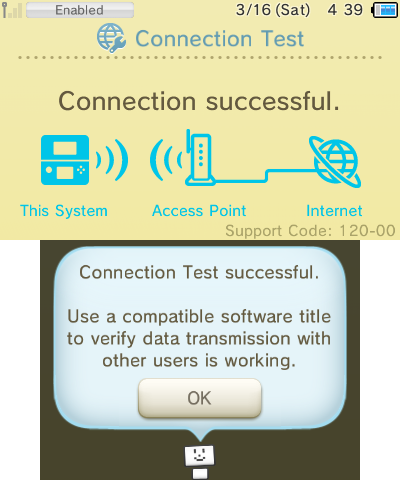 Enabled 3/16 (Sat) 4 39
Connection Test
Connection successful.
This System Access Point Internet
Support Code: 120-00
Connection Test successful.
Use a compatible software title
to verify data transmission with
other users is working.
OK